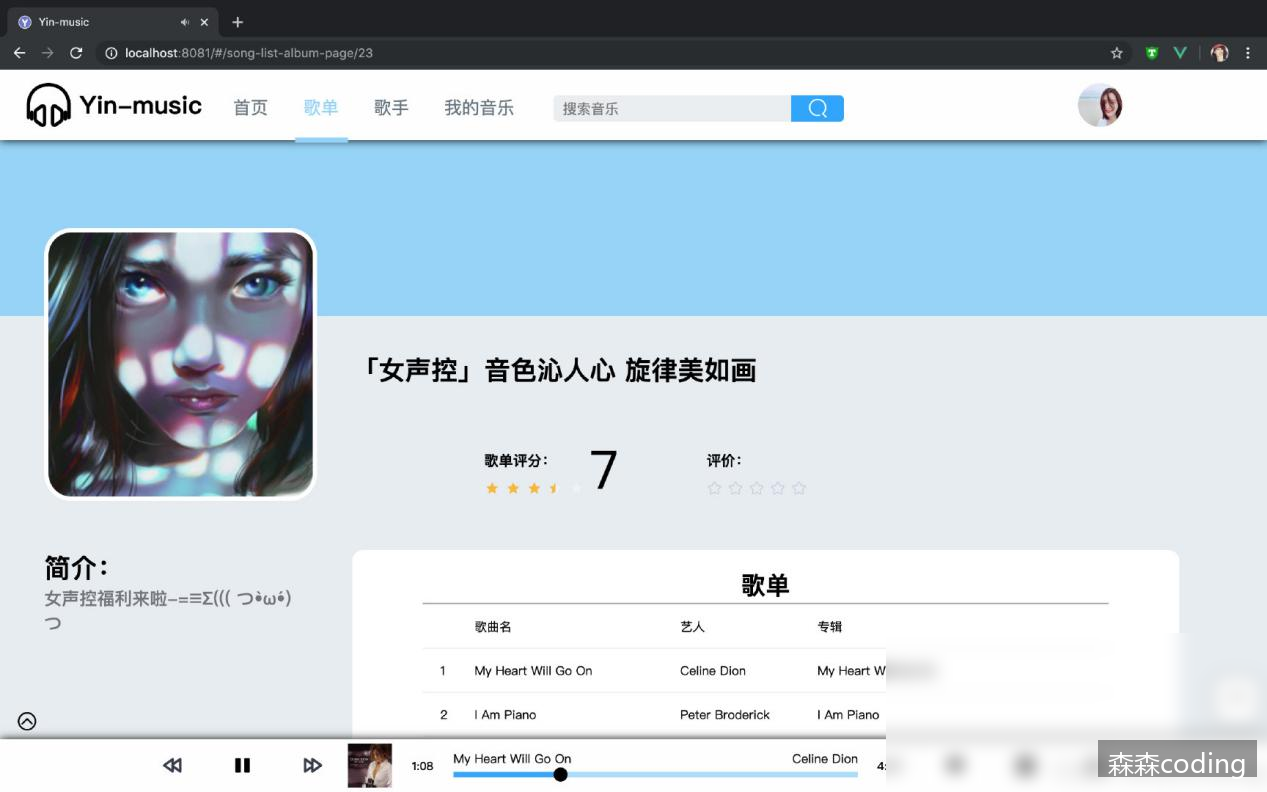 Yin-music
localhost:8081/#/song-list-album-page/23
Yin-music 首页 歌单 歌手 我的音乐 搜索音乐
「女声控」音色沁人心 旋律美如画
歌单评分: 7 评价:
简介:
女声控福利来啦-=≡Σ((( つ•̀ω•́)
つ
歌单
歌曲名 艺人 专辑
1 My Heart Will Go On Celine Dion My Heart W
2 I Am Piano Peter Broderick I Am Piano
1:08 My Heart Will Go On Celine Dion 4:
森森coding